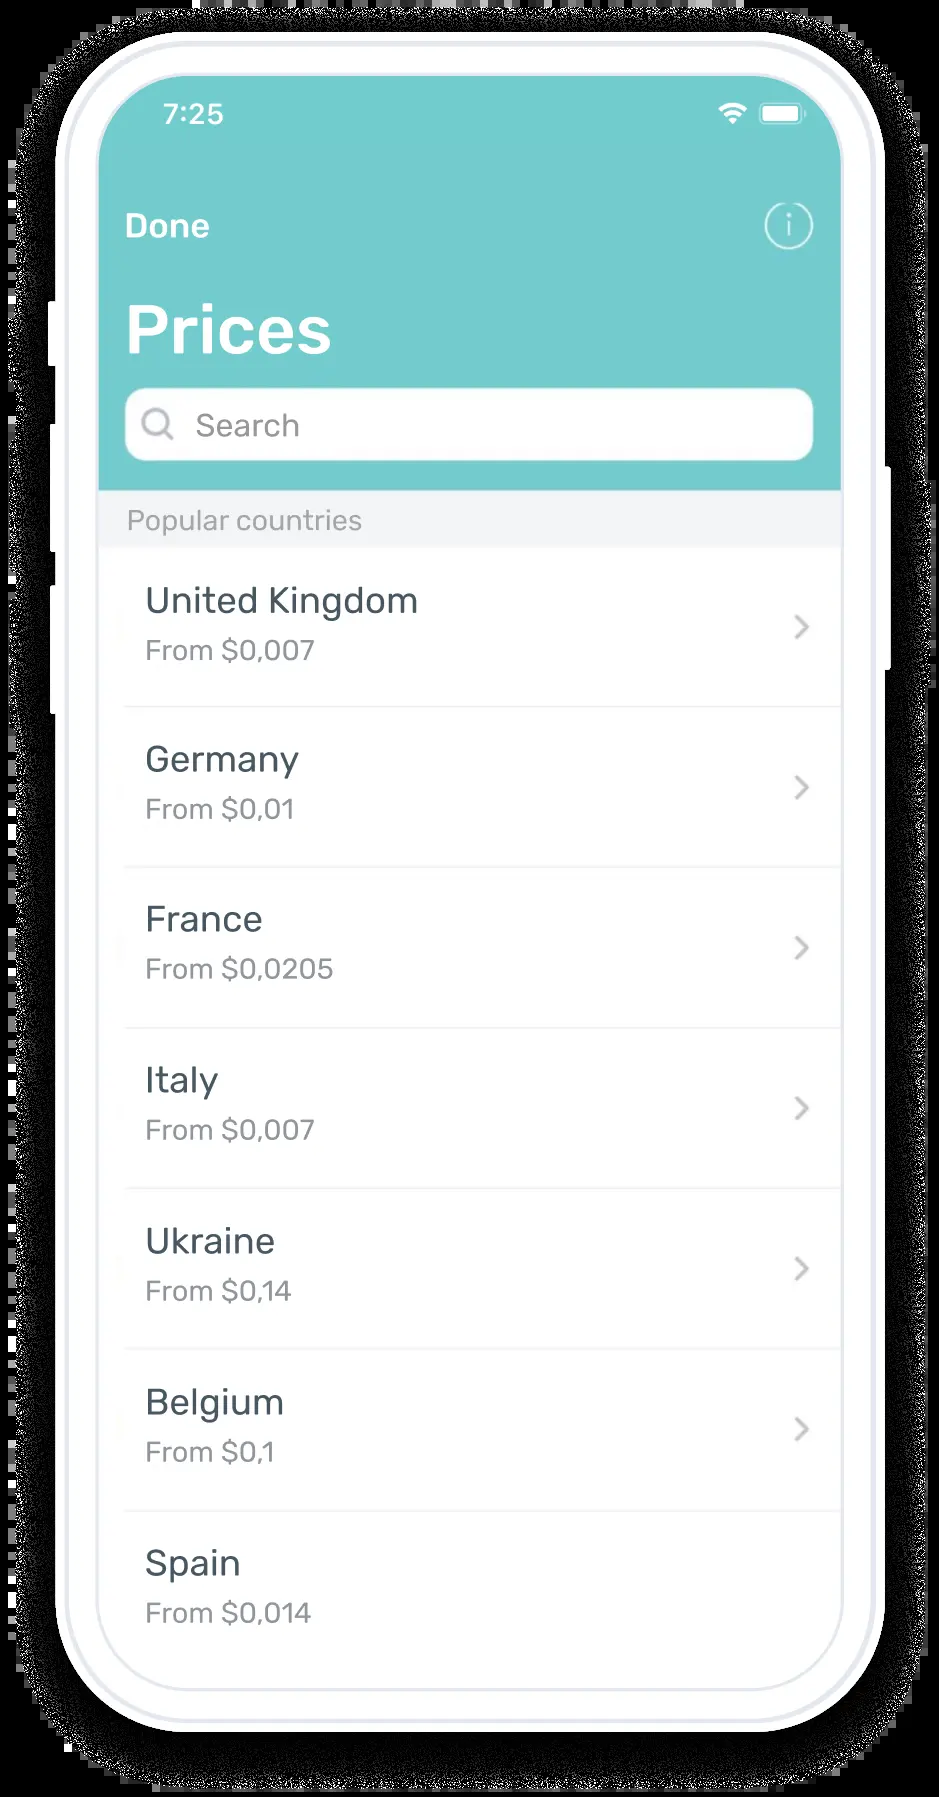 7:25
Done
Prices
Search
Popular countries
United Kingdom
From $0,007
Germany
From $0,01
France
From $0,0205
Italy
From $0,007
Ukraine
From $0,14
Belgium
From $0,1
Spain
From $0,014